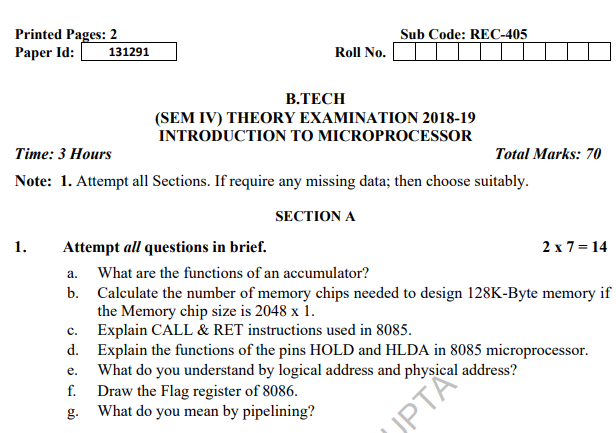 Printed Pages: 2 Sub Code: REC-405
Paper Id: 131291 Roll No.
B.TECH
(SEM IV) THEORY EXAMINATION 2018-19
INTRODUCTION TO MICROPROCESSOR
Time: 3 Hours Total Marks: 70
Note: 1. Attempt all Sections. If require any missing data; then choose suitably.
SECTION A
1. Attempt all questions in brief. 2 x 7 = 14
a. What are the functions of an accumulator?
b. Calculate the number of memory chips needed to design 128K-Byte memory if
the Memory chip size is 2048 x 1.
c. Explain CALL & RET instructions used in 8085.
d. Explain the functions of the pins HOLD and HLDA in 8085 microprocessor.
e. What do you understand by logical address and physical address?
f. Draw the Flag register of 8086.
g. What do you mean by pipelining?